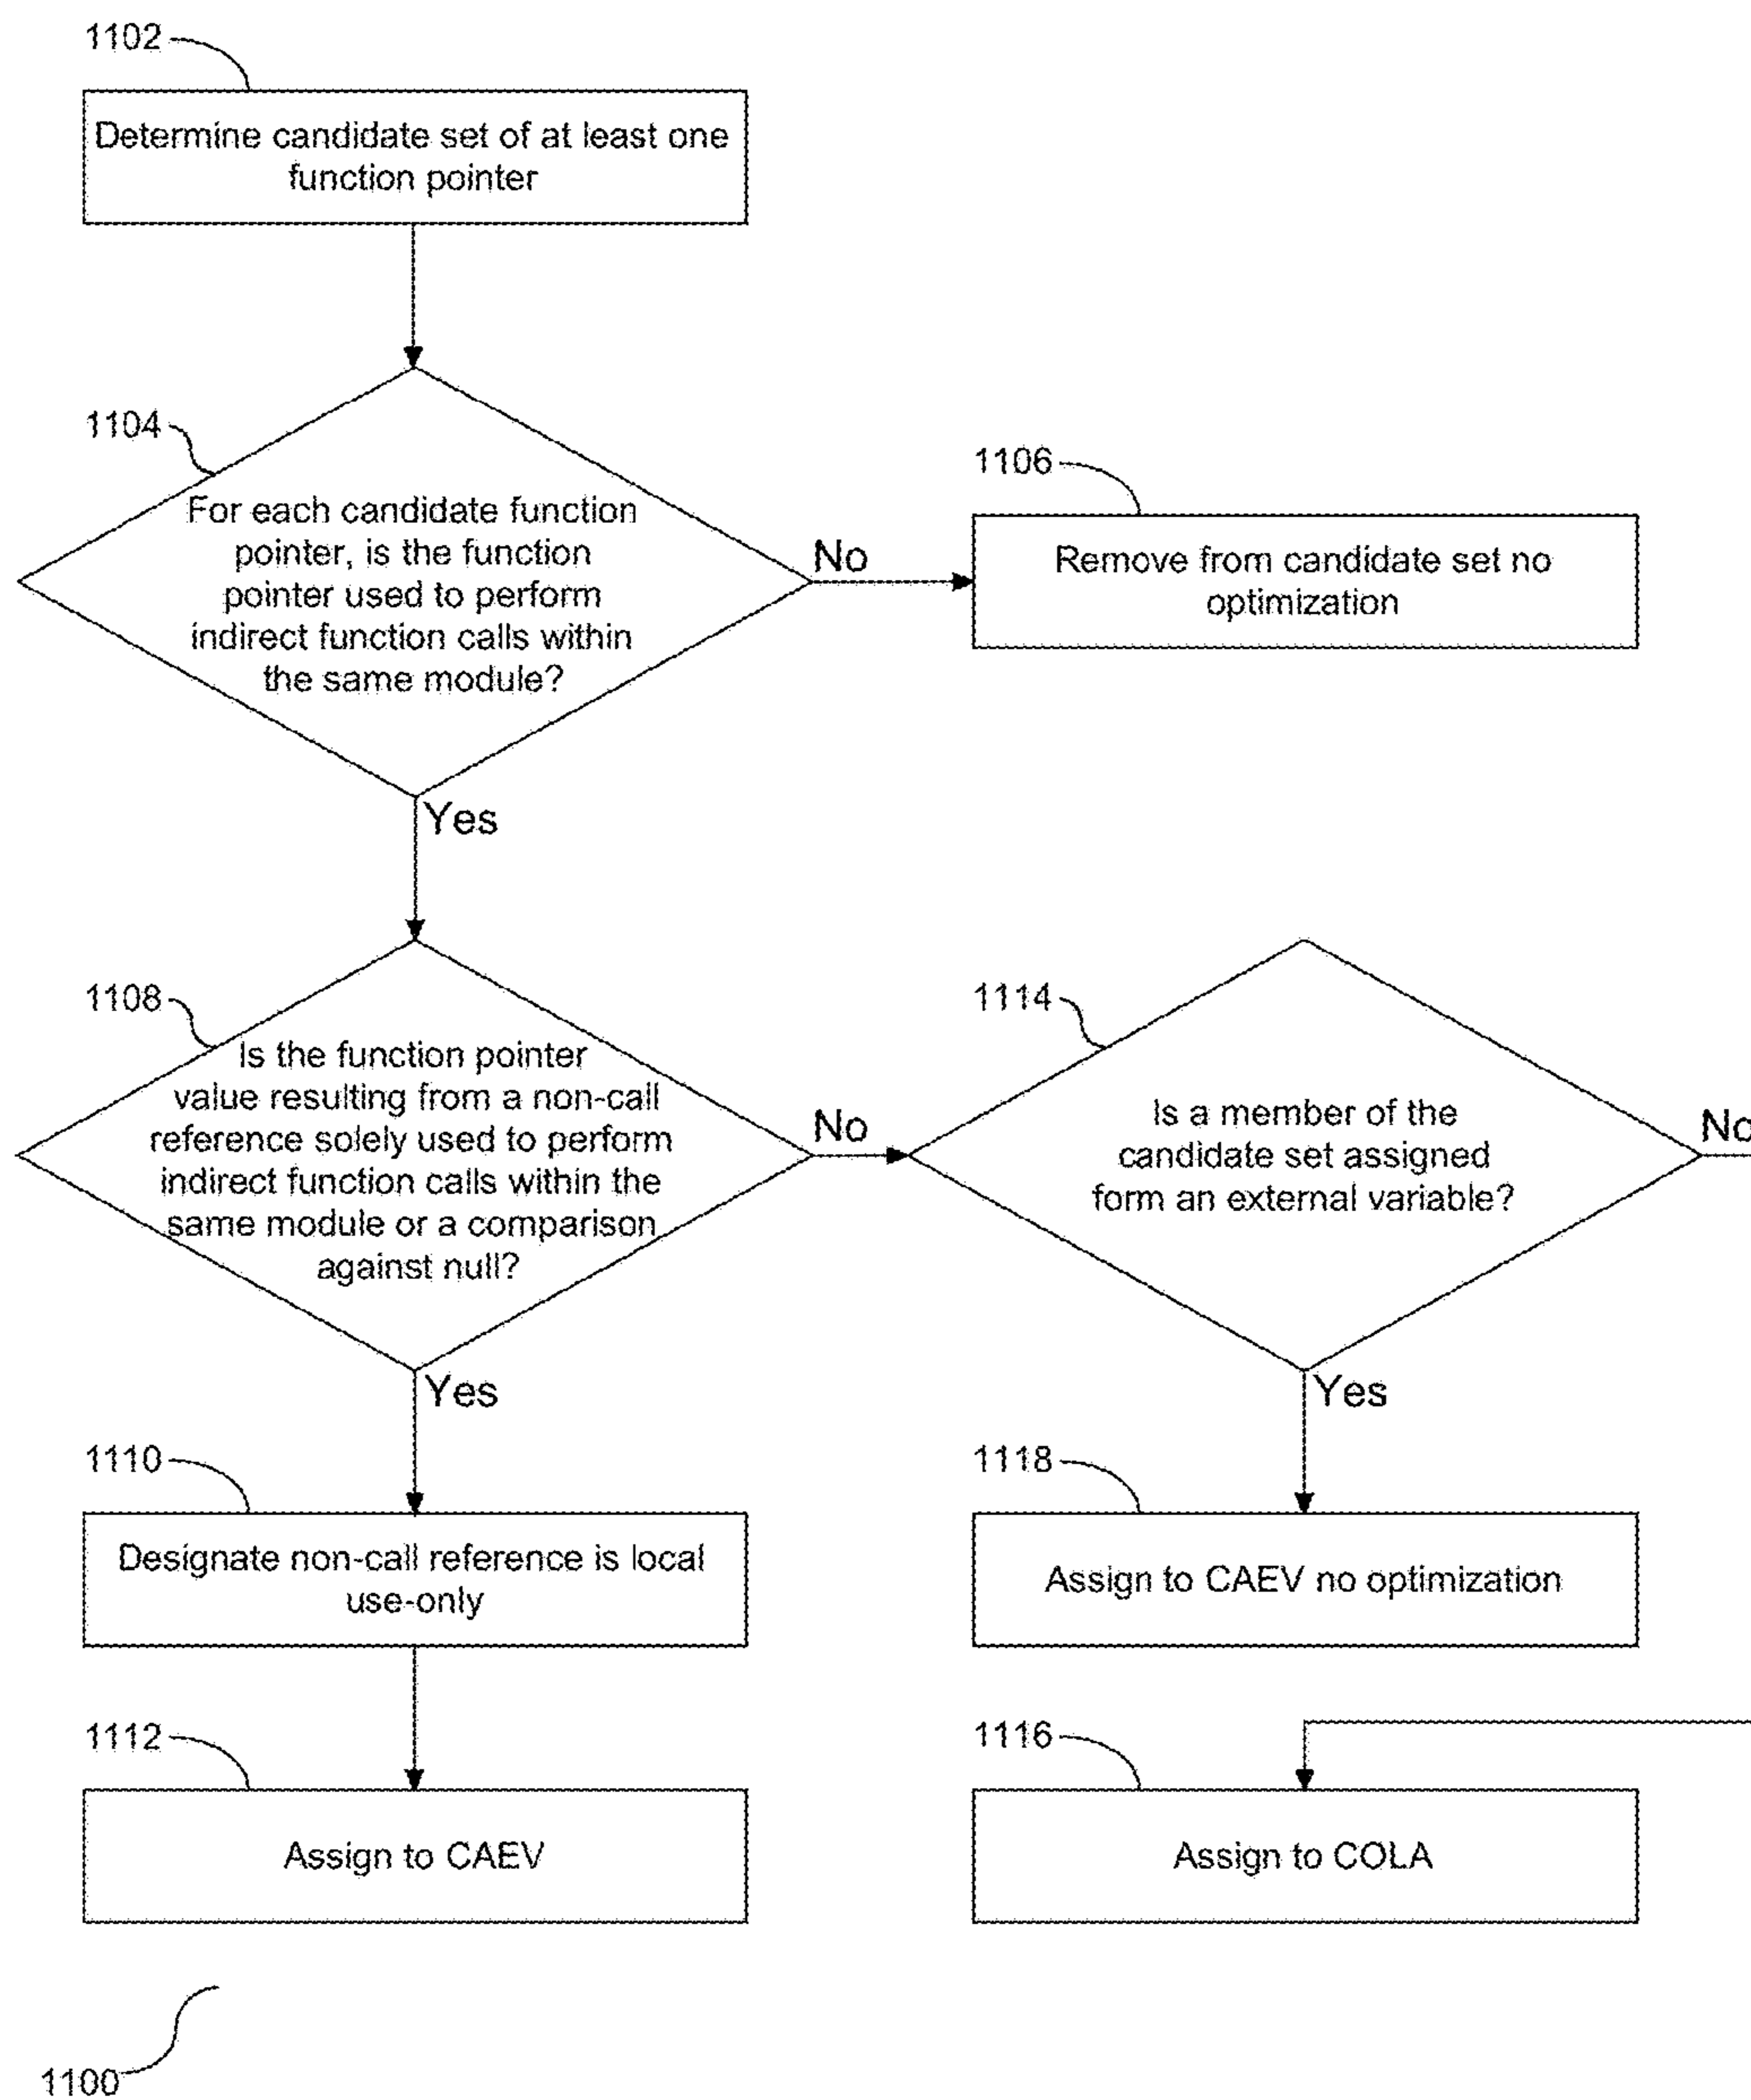 1102
Determine candidate set of at least one
function pointer
1104
For each candidate function
pointer, is the function
pointer used to perform
indirect function calls within
the same module?
No
1106
Remove from candidate set no
optimization
Yes
1108
Is the function pointer
value resulting from a non-call
reference solely used to perform
indirect function calls within the
same module or a comparison
against null?
No
1114
Is a member of the
candidate set assigned
form an external variable?
No
Yes
Yes
1110
Designate non-call reference is local
use-only
1118
Assign to CAEV no optimization
1112
Assign to CAEV
1116
Assign to COLA
1100